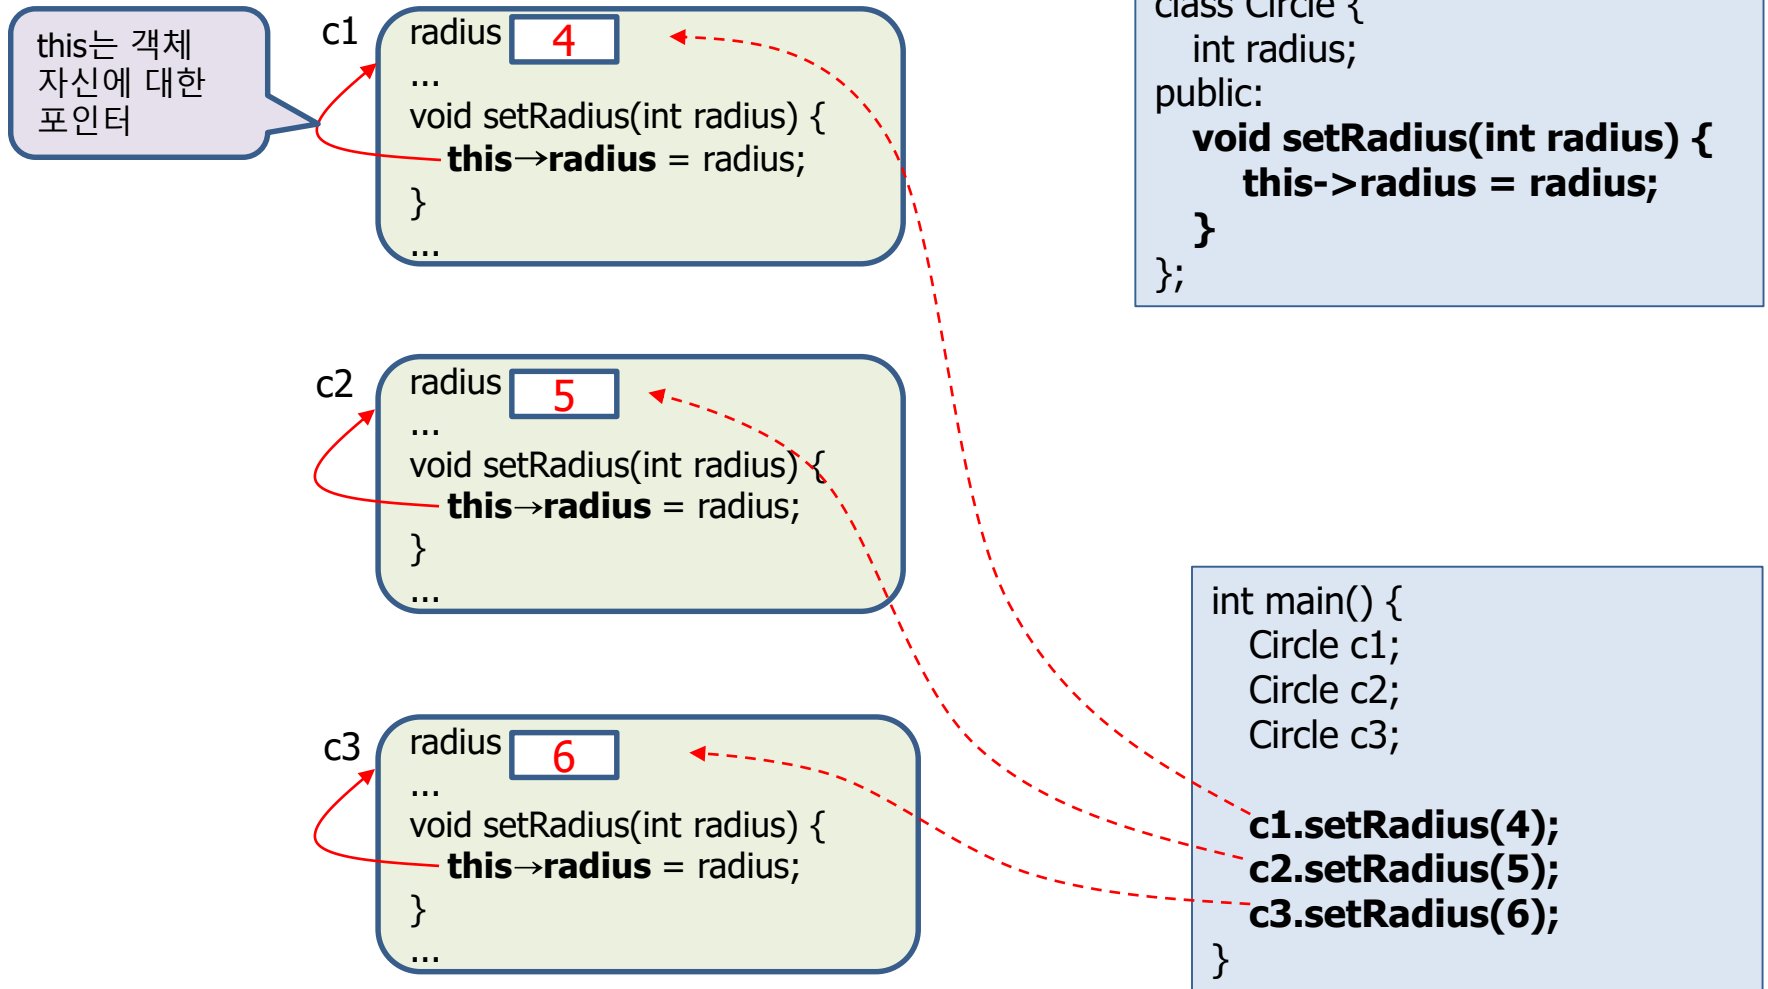 this는 객체
자신에 대한
포인터
c1
radius 4
...
void setRadius(int radius) {
this→radius = radius;
}
...
c2
radius 5
...
void setRadius(int radius) {
this→radius = radius;
}
...
c3
radius 6
...
void setRadius(int radius) {
this→radius = radius;
}
...
class Circle {
int radius;
public:
void setRadius(int radius) {
this->radius = radius;
}
};
int main() {
Circle c1;
Circle c2;
Circle c3;
c1.setRadius(4);
c2.setRadius(5);
c3.setRadius(6);
}